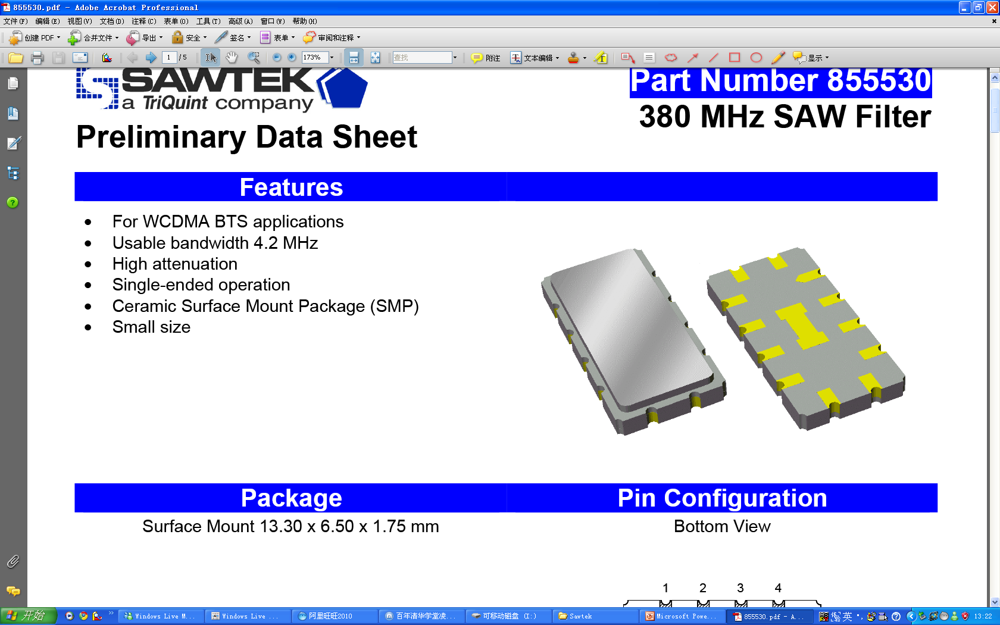 855530.pdf - Adobe Acrobat Professional
文件(F) 编辑(E) 视图(V) 文档(D) 注释(C) 表单(O) 工具(T) 高级(A) 窗口(W) 帮助(H)
创建 PDF 合并文件 导出 安全 签名 表单 审阅和注释
1 / 5 173% 查找 附注 文本编辑 显示
SAWTEK
a TriQuint company
Part Number 855530
380 MHz SAW Filter
Preliminary Data Sheet
Features
• For WCDMA BTS applications
• Usable bandwidth 4.2 MHz
• High attenuation
• Single-ended operation
• Ceramic Surface Mount Package (SMP)
• Small size
Package
Surface Mount 13.30 x 6.50 x 1.75 mm
Pin Configuration
Bottom View
1 2 3 4
开始 Windows Live M... Windows Live ... 阿里旺旺2010 百年清华学堂凌... 可移动磁盘 (I:) Sawtek Microsoft Powe... 855530.pdf - A... 英 13:22